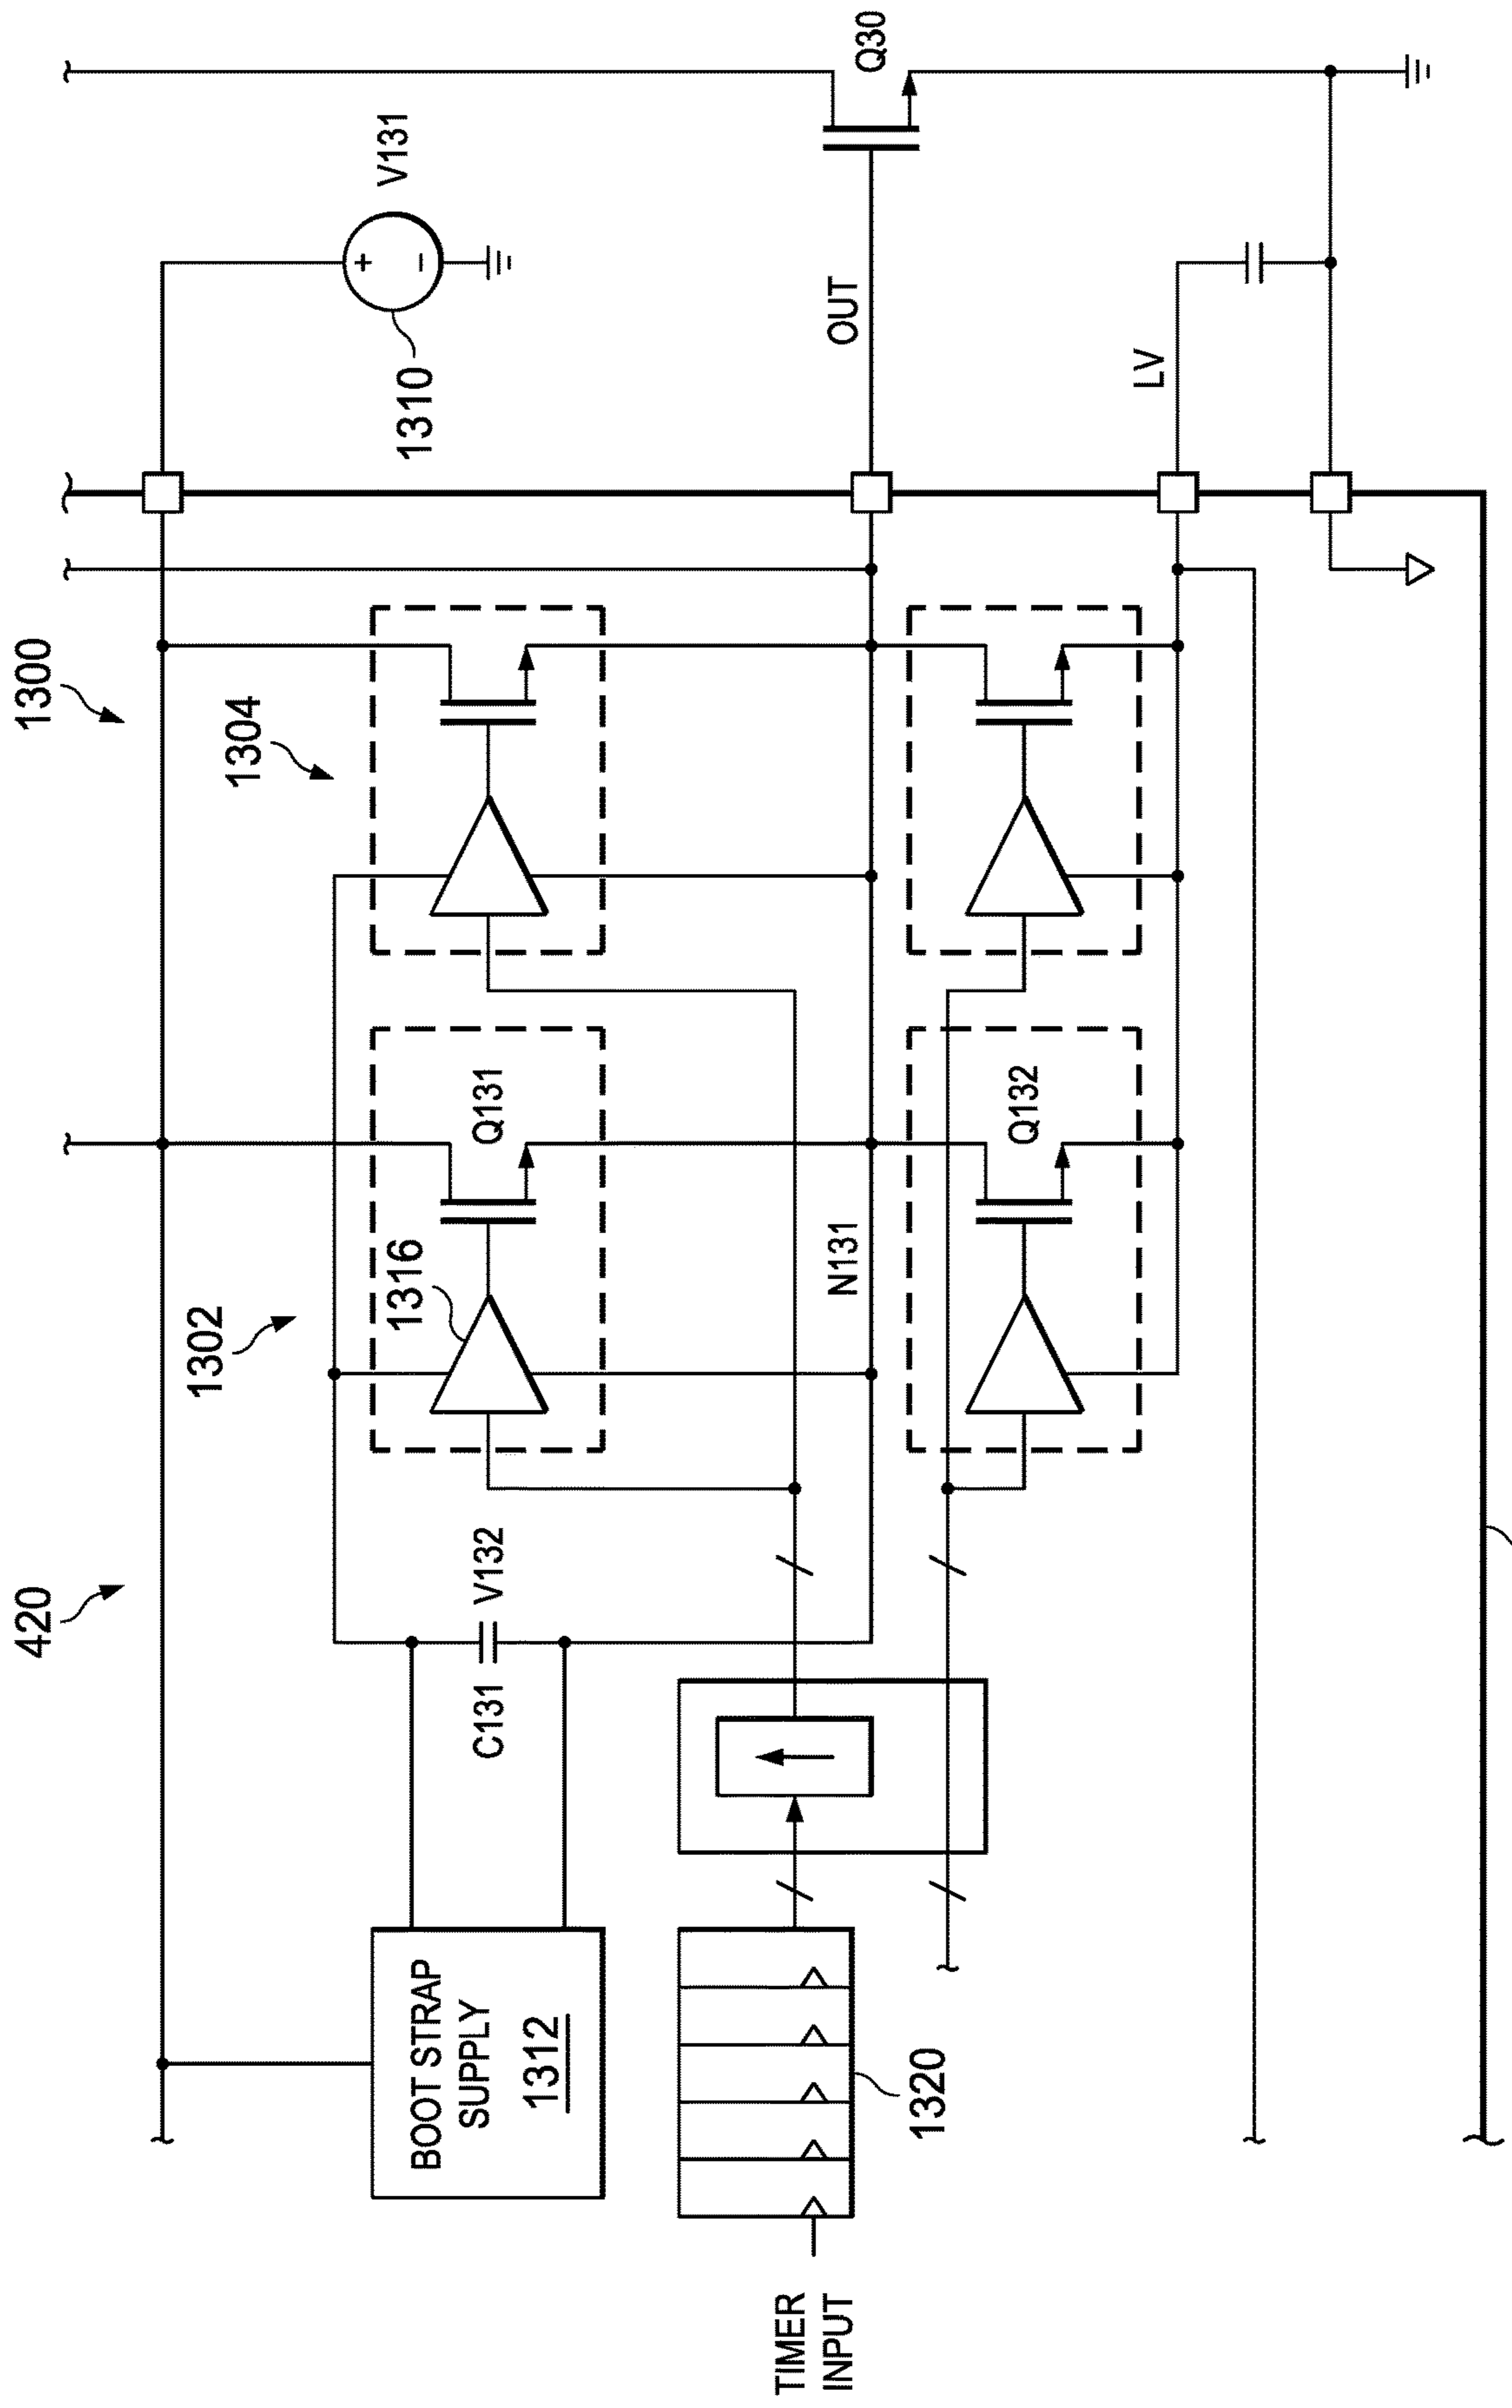 420
1300
1302
1304
1310
V131
+
−
BOOT STRAP
SUPPLY
1312
C131
V132
1316
Q131
N131
OUT
Q30
Q132
LV
TIMER
INPUT
1320